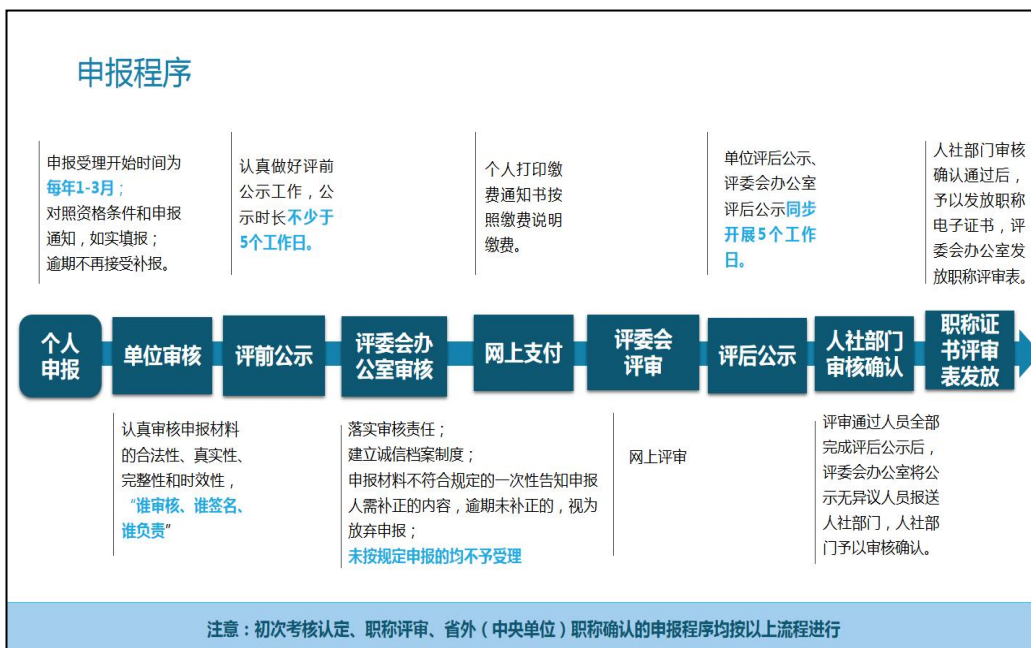 申报程序
申报受理开始时间为
每年1-3月；
对照资格条件和申报
通知，如实填报；
逾期不再接受补报。
认真做好评前
公示工作，公
示时长不少于
5个工作日。
个人打印缴
费通知书按
照缴费说明
缴费。
单位评后公示、
评委会办公室
评后公示同步
开展5个工作
日。
人社部门审核
确认通过后，
予以发放职称
电子证书，评
委会办公室发
放职称评审表。
个人
申报
单位审核
评前公示
评委会办
公室审核
网上支付
评委会
评审
评后公示
人社部门
审核确认
职称证
书评审
表发放
认真审核申报材料
的合法性、真实性、
完整性和时效性，
“谁审核、谁签名、
谁负责”
落实审核责任；
建立诚信档案制度；
申报材料不符合规定的一次性告知申报
人需补正的内容，逾期未补正的，视为
放弃申报；
未按规定申报的均不予受理
网上评审
评审通过人员全部
完成评后公示后，
评委会办公室将公
示无异议人员报送
人社部门，人社部
门予以审核确认。
注意：初次考核认定、职称评审、省外（中央单位）职称确认的申报程序均按以上流程进行